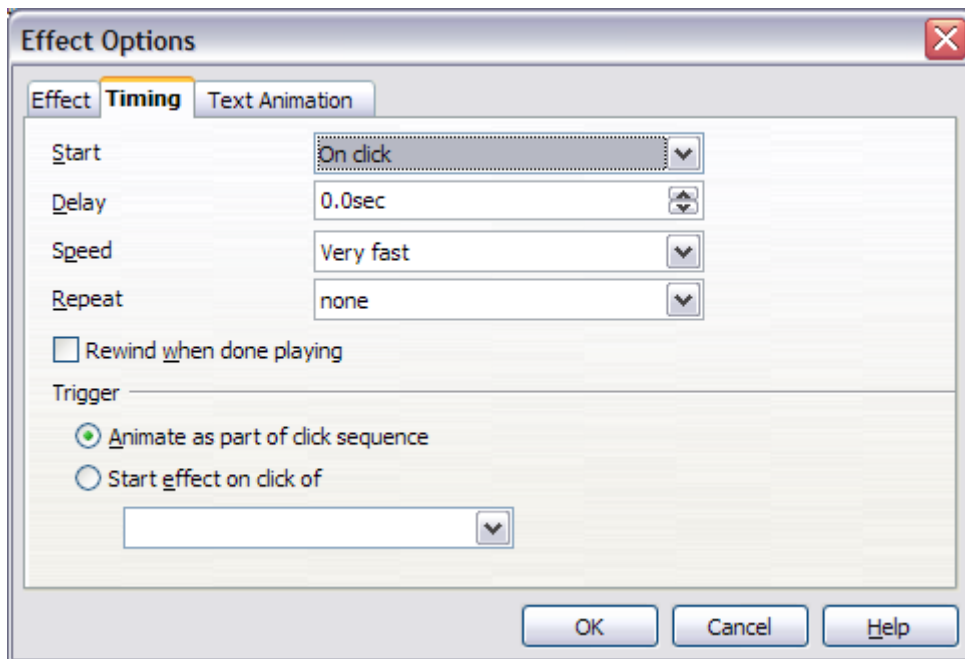 Effect Options
Effect Timing Text Animation
Start On click
Delay 0.0sec
Speed Very fast
Repeat none
Rewind when done playing
Trigger
Animate as part of click sequence
Start effect on click of
OK Cancel Help